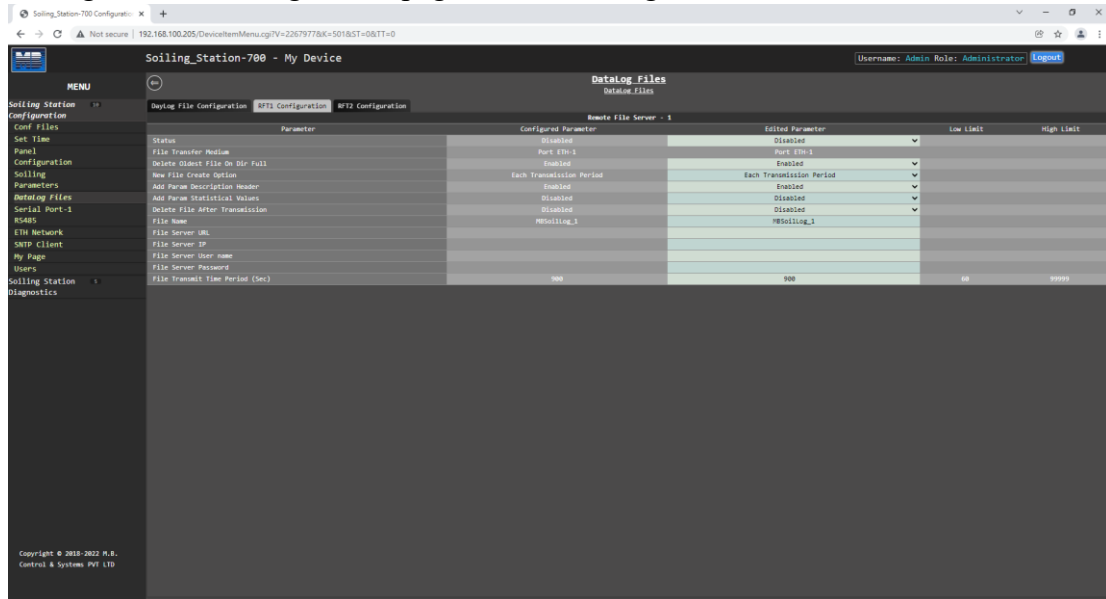 Soiling_Station-700 Configuratio
Not secure | 192.168.100.205/DeviceItemMenu.cgi?V=2267977&K=501&ST=0&TT=0
Soiling_Station-700 - My Device
Username: Admin Role: Administrator Logout
MENU
DataLog Files
DataLog Files
Soiling Station
Configuration
DayLog File Configuration RFT1 Configuration RFT2 Configuration
Remote File Server - 1
Parameter Configured Parameter Edited Parameter Low Limit High Limit
Status Disabled Disabled
File Transfer Medium Port ETH-1 Port ETH-1
Delete Oldest File On Dir Full Enabled Enabled
New File Create Option Each Transmission Period Each Transmission Period
Add Param Description Header Enabled Enabled
Add Param Statistical Values Disabled Disabled
Delete File After Transmission Disabled Disabled
File Name MBSoilLog_1 MBSoilLog_1
File Server URL
File Server IP
File Server User name
File Server Password
File Transmit Time Period (Sec) 900 900 60 99999
Conf Files
Set Time
Panel
Configuration
Soiling
Parameters
DataLog Files
Serial Port-1
RS485
ETH Network
SNTP Client
My Page
Users
Soiling Station
Diagnostics
Copyright © 2018-2022 M.B.
Control & Systems PVT LTD